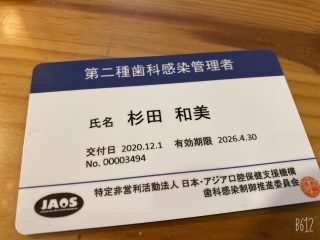 第二種歯科感染管理者
氏名 杉田 和美
交付日 2020.12.1 有効期限 2026.4.30
No. 00003494
JAOS
特定非営利活動法人 日本・アジア口腔保健支援機構
歯科感染制御推進委員会
B612